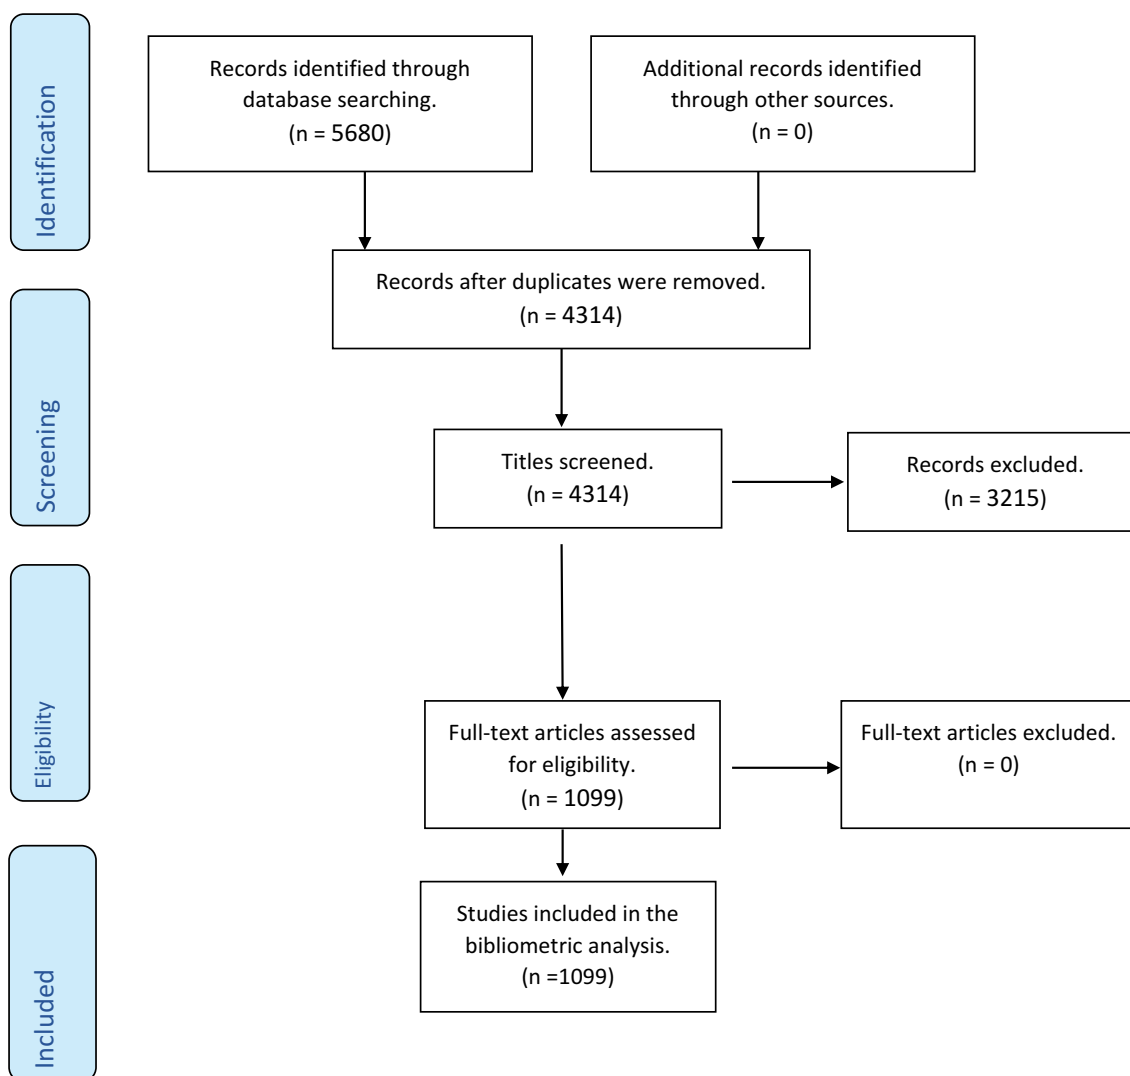 Identification
Records identified through
database searching.
(n = 5680)
Additional records identified
through other sources.
(n = 0)
Records after duplicates were removed.
(n = 4314)
Screening
Titles screened.
(n = 4314)
Records excluded.
(n = 3215)
Eligibility
Full-text articles assessed
for eligibility.
(n = 1099)
Full-text articles excluded.
(n = 0)
Included
Studies included in the
bibliometric analysis.
(n =1099)